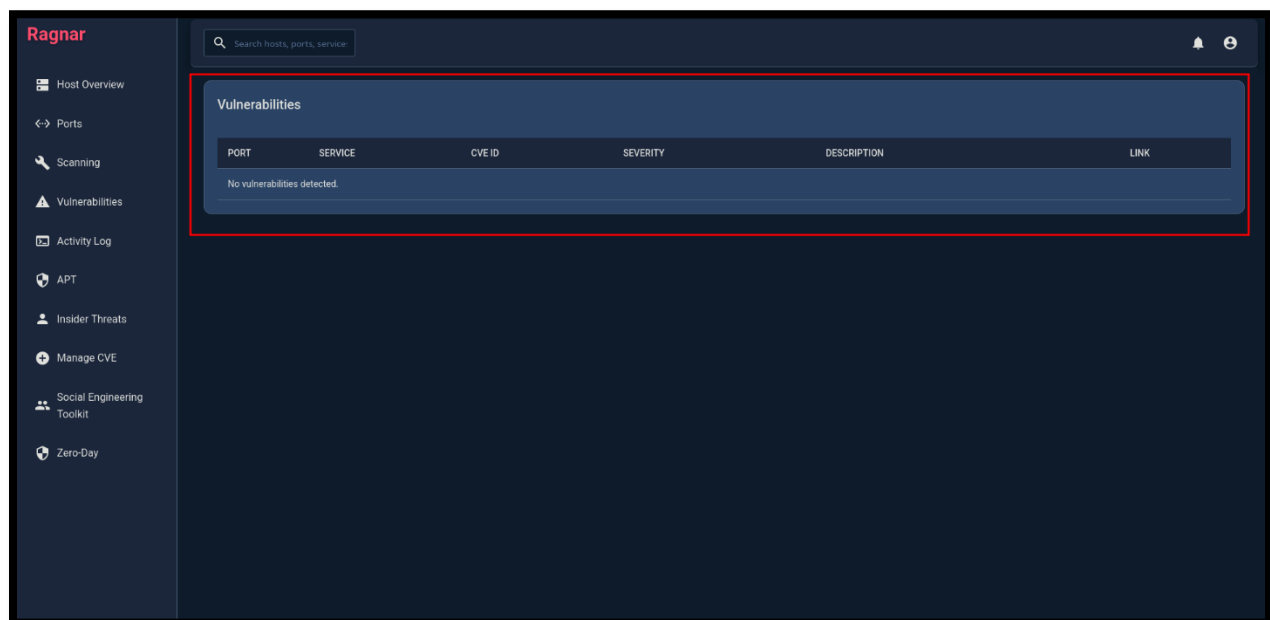 Ragnar
Search hosts, ports, service:
Host Overview
Ports
Scanning
Vulnerabilities
Activity Log
APT
Insider Threats
Manage CVE
Social Engineering
Toolkit
Zero-Day
Vulnerabilities
PORT SERVICE CVE ID SEVERITY DESCRIPTION LINK
No vulnerabilities detected.